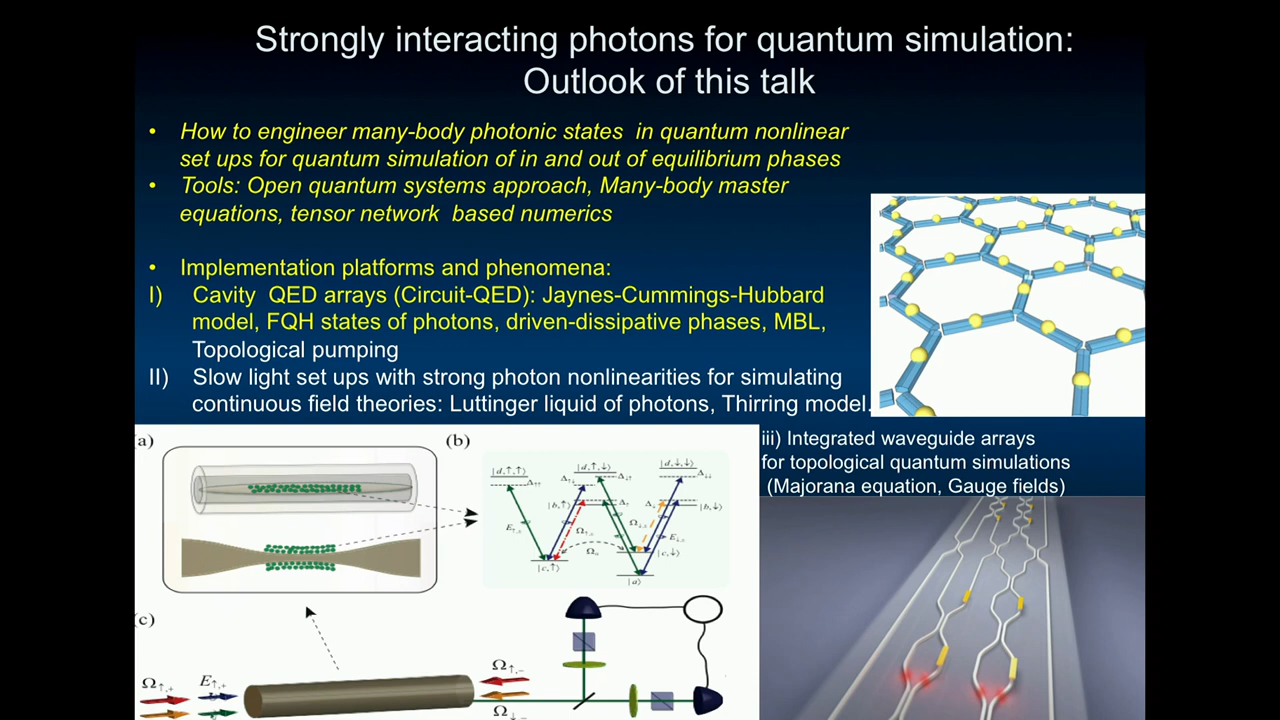 Strongly interacting photons for quantum simulation:
Outlook of this talk
• How to engineer many-body photonic states in quantum nonlinear
set ups for quantum simulation of in and out of equilibrium phases
• Tools: Open quantum systems approach, Many-body master
equations, tensor network based numerics
• Implementation platforms and phenomena:
I) Cavity QED arrays (Circuit-QED): Jaynes-Cummings-Hubbard
model, FQH states of photons, driven-dissipative phases, MBL,
Topological pumping
II) Slow light set ups with strong photon nonlinearities for simulating
continuous field theories: Luttinger liquid of photons, Thirring model.
iii) Integrated waveguide arrays
for topological quantum simulations
(Majorana equation, Gauge fields)
(a)
(b)
|d,↑,↑⟩ |d,↑,↓⟩ |d,↓,↓⟩
Δ↑↑ Δ↑↓ Δ↓↑ Δ↓↓
|b,↑⟩ Δ↑ Δ↓ |b,↓⟩
E↑,± Ω↑,± Ω↓,± E↓,±
|c,↑⟩ |c,↓⟩
|a⟩
(c)
Ω↑,+ E↑,+
Ω↑,−
Ω↓,−